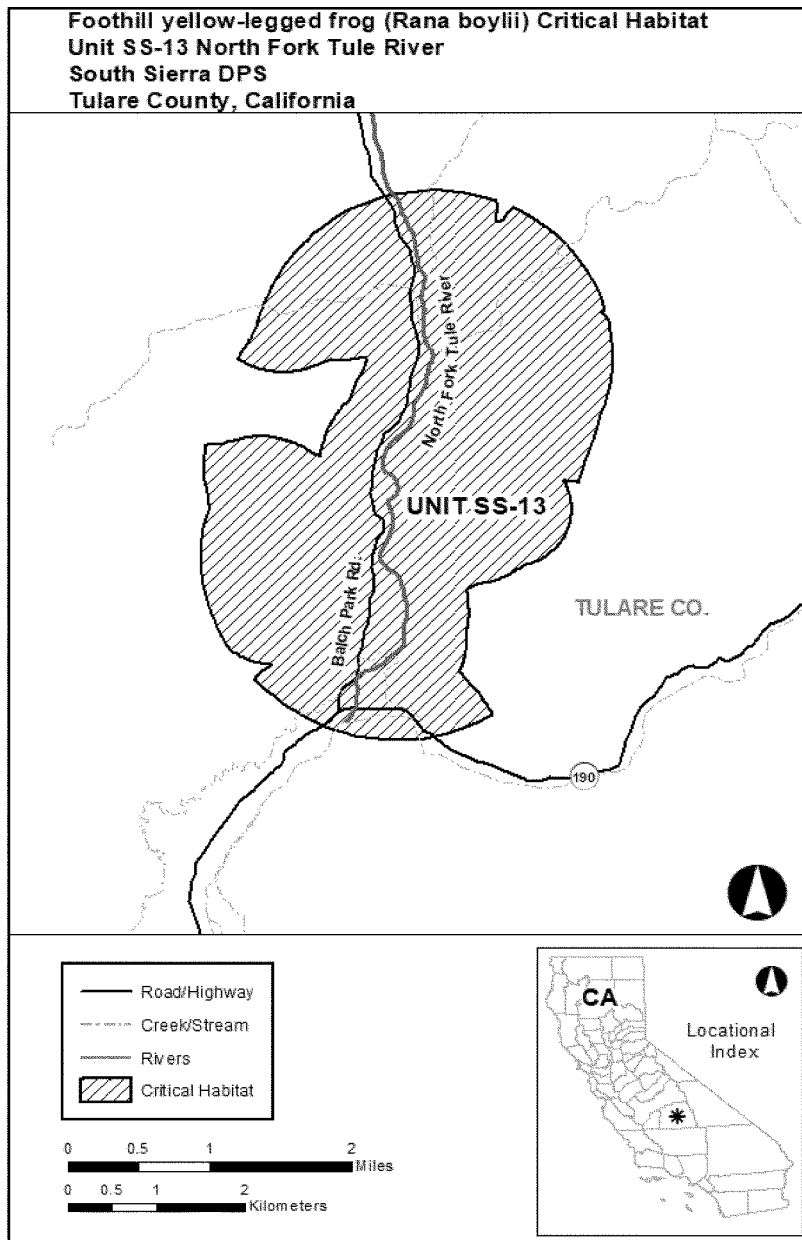 Foothill yellow-legged frog (Rana boylii) Critical Habitat
Unit SS-13 North Fork Tule River
South Sierra DPS
Tulare County, California
North Fork Tule River
UNIT SS-13
Balch Park Rd.
TULARE CO.
190
Road/Highway
Creek/Stream
Rivers
Critical Habitat
0 0.5 1 2
Miles
0 0.5 1 2
Kilometers
CA
Locational
Index